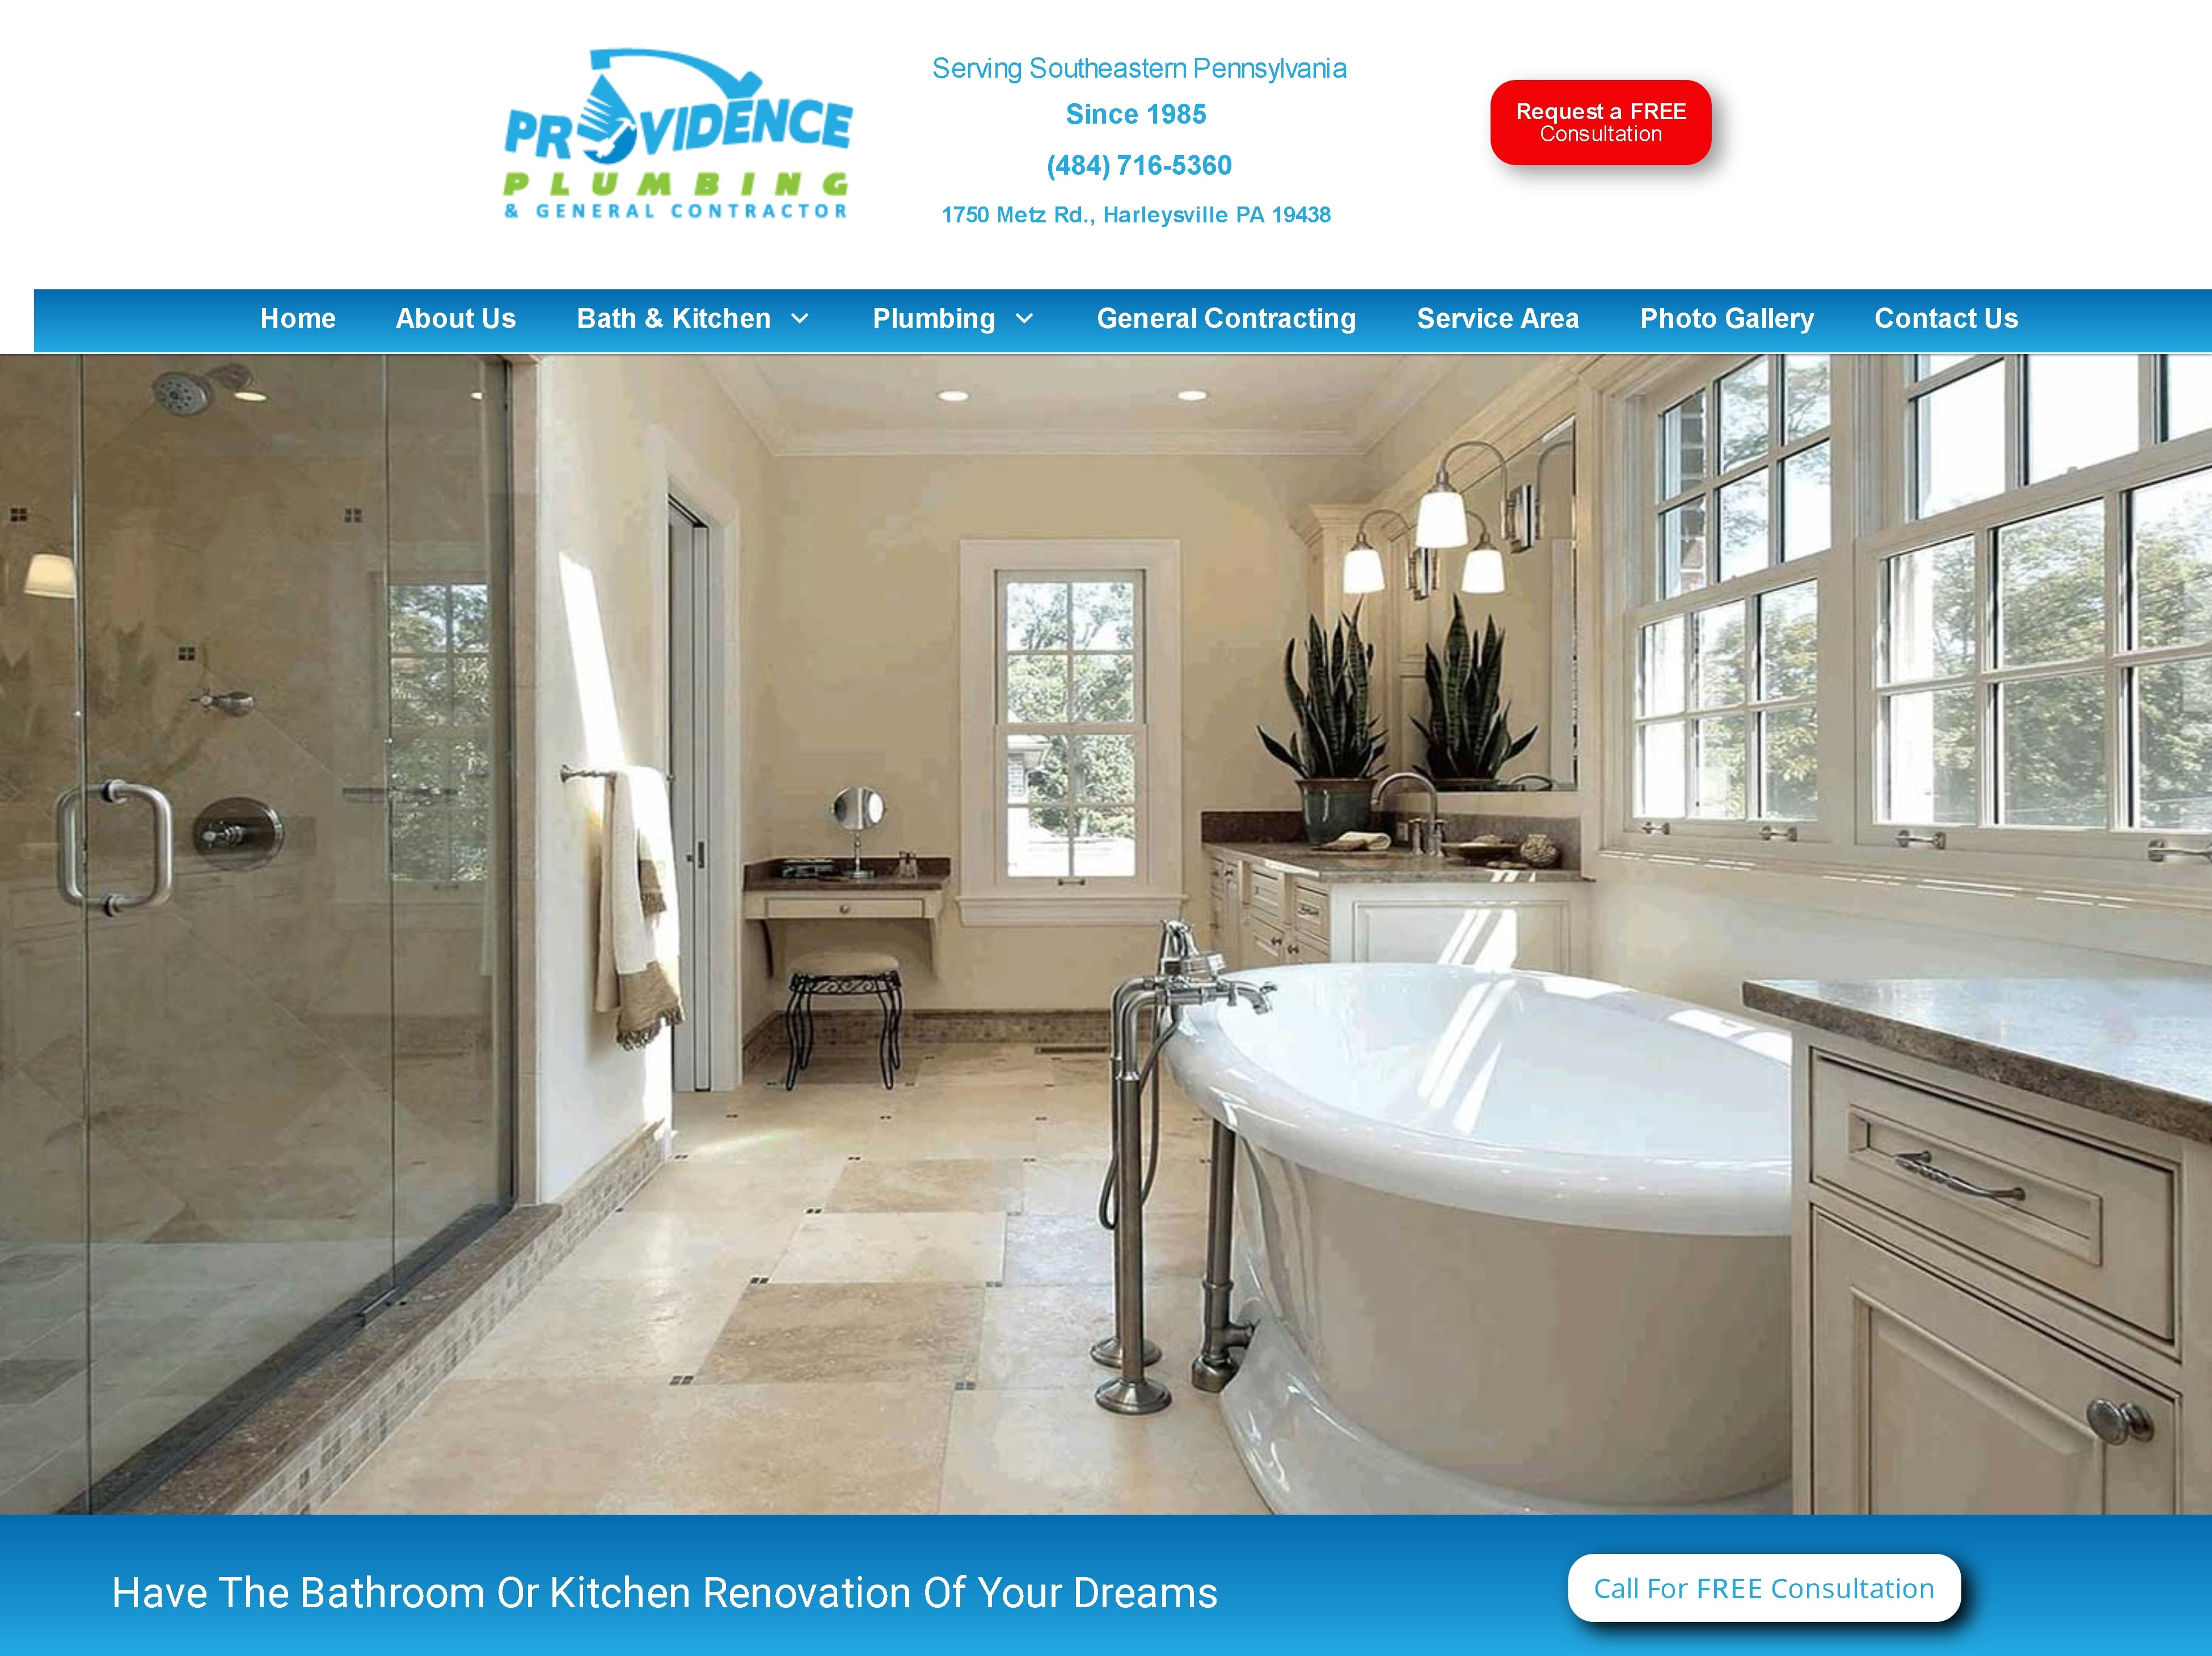 PROVIDENCE
PLUMBING
& GENERAL CONTRACTOR
Serving Southeastern Pennsylvania
Since 1985
(484) 716-5360
1750 Metz Rd., Harleysville PA 19438
Request a FREE
Consultation
Home About Us Bath & Kitchen Plumbing General Contracting Service Area Photo Gallery Contact Us
Have The Bathroom Or Kitchen Renovation Of Your Dreams
Call For FREE Consultation